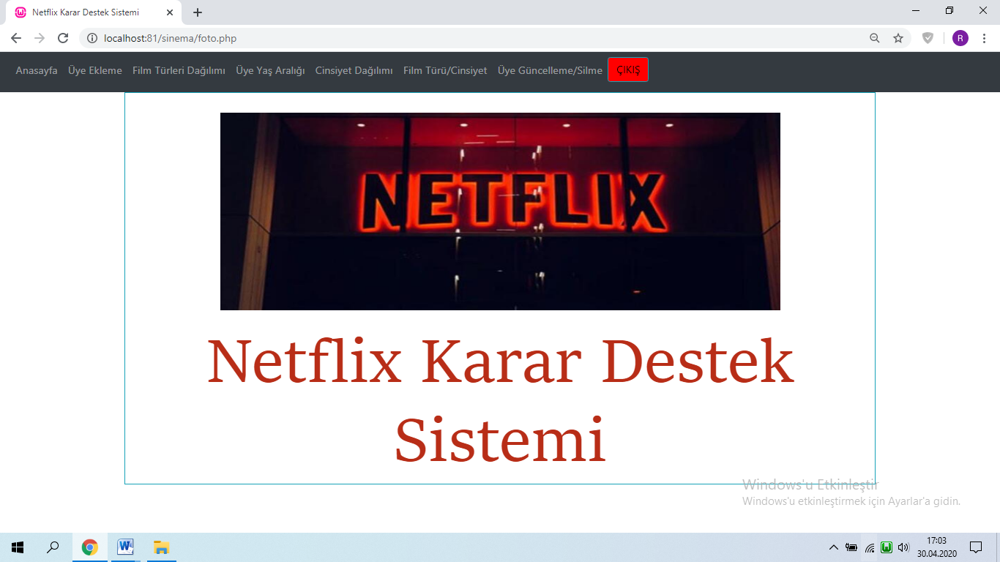 Netflix Karar Destek Sistemi
localhost:81/sinema/foto.php
R
Anasayfa Üye Ekleme Film Türleri Dağılımı Üye Yaş Aralığı Cinsiyet Dağılımı Film Türü/Cinsiyet Üye Güncelleme/Silme ÇIKIŞ
NETFLIX
Netflix Karar Destek
Sistemi
Windows'u Etkinleştir
Windows'u etkinleştirmek için Ayarlar'a gidin.
17:03
30.04.2020